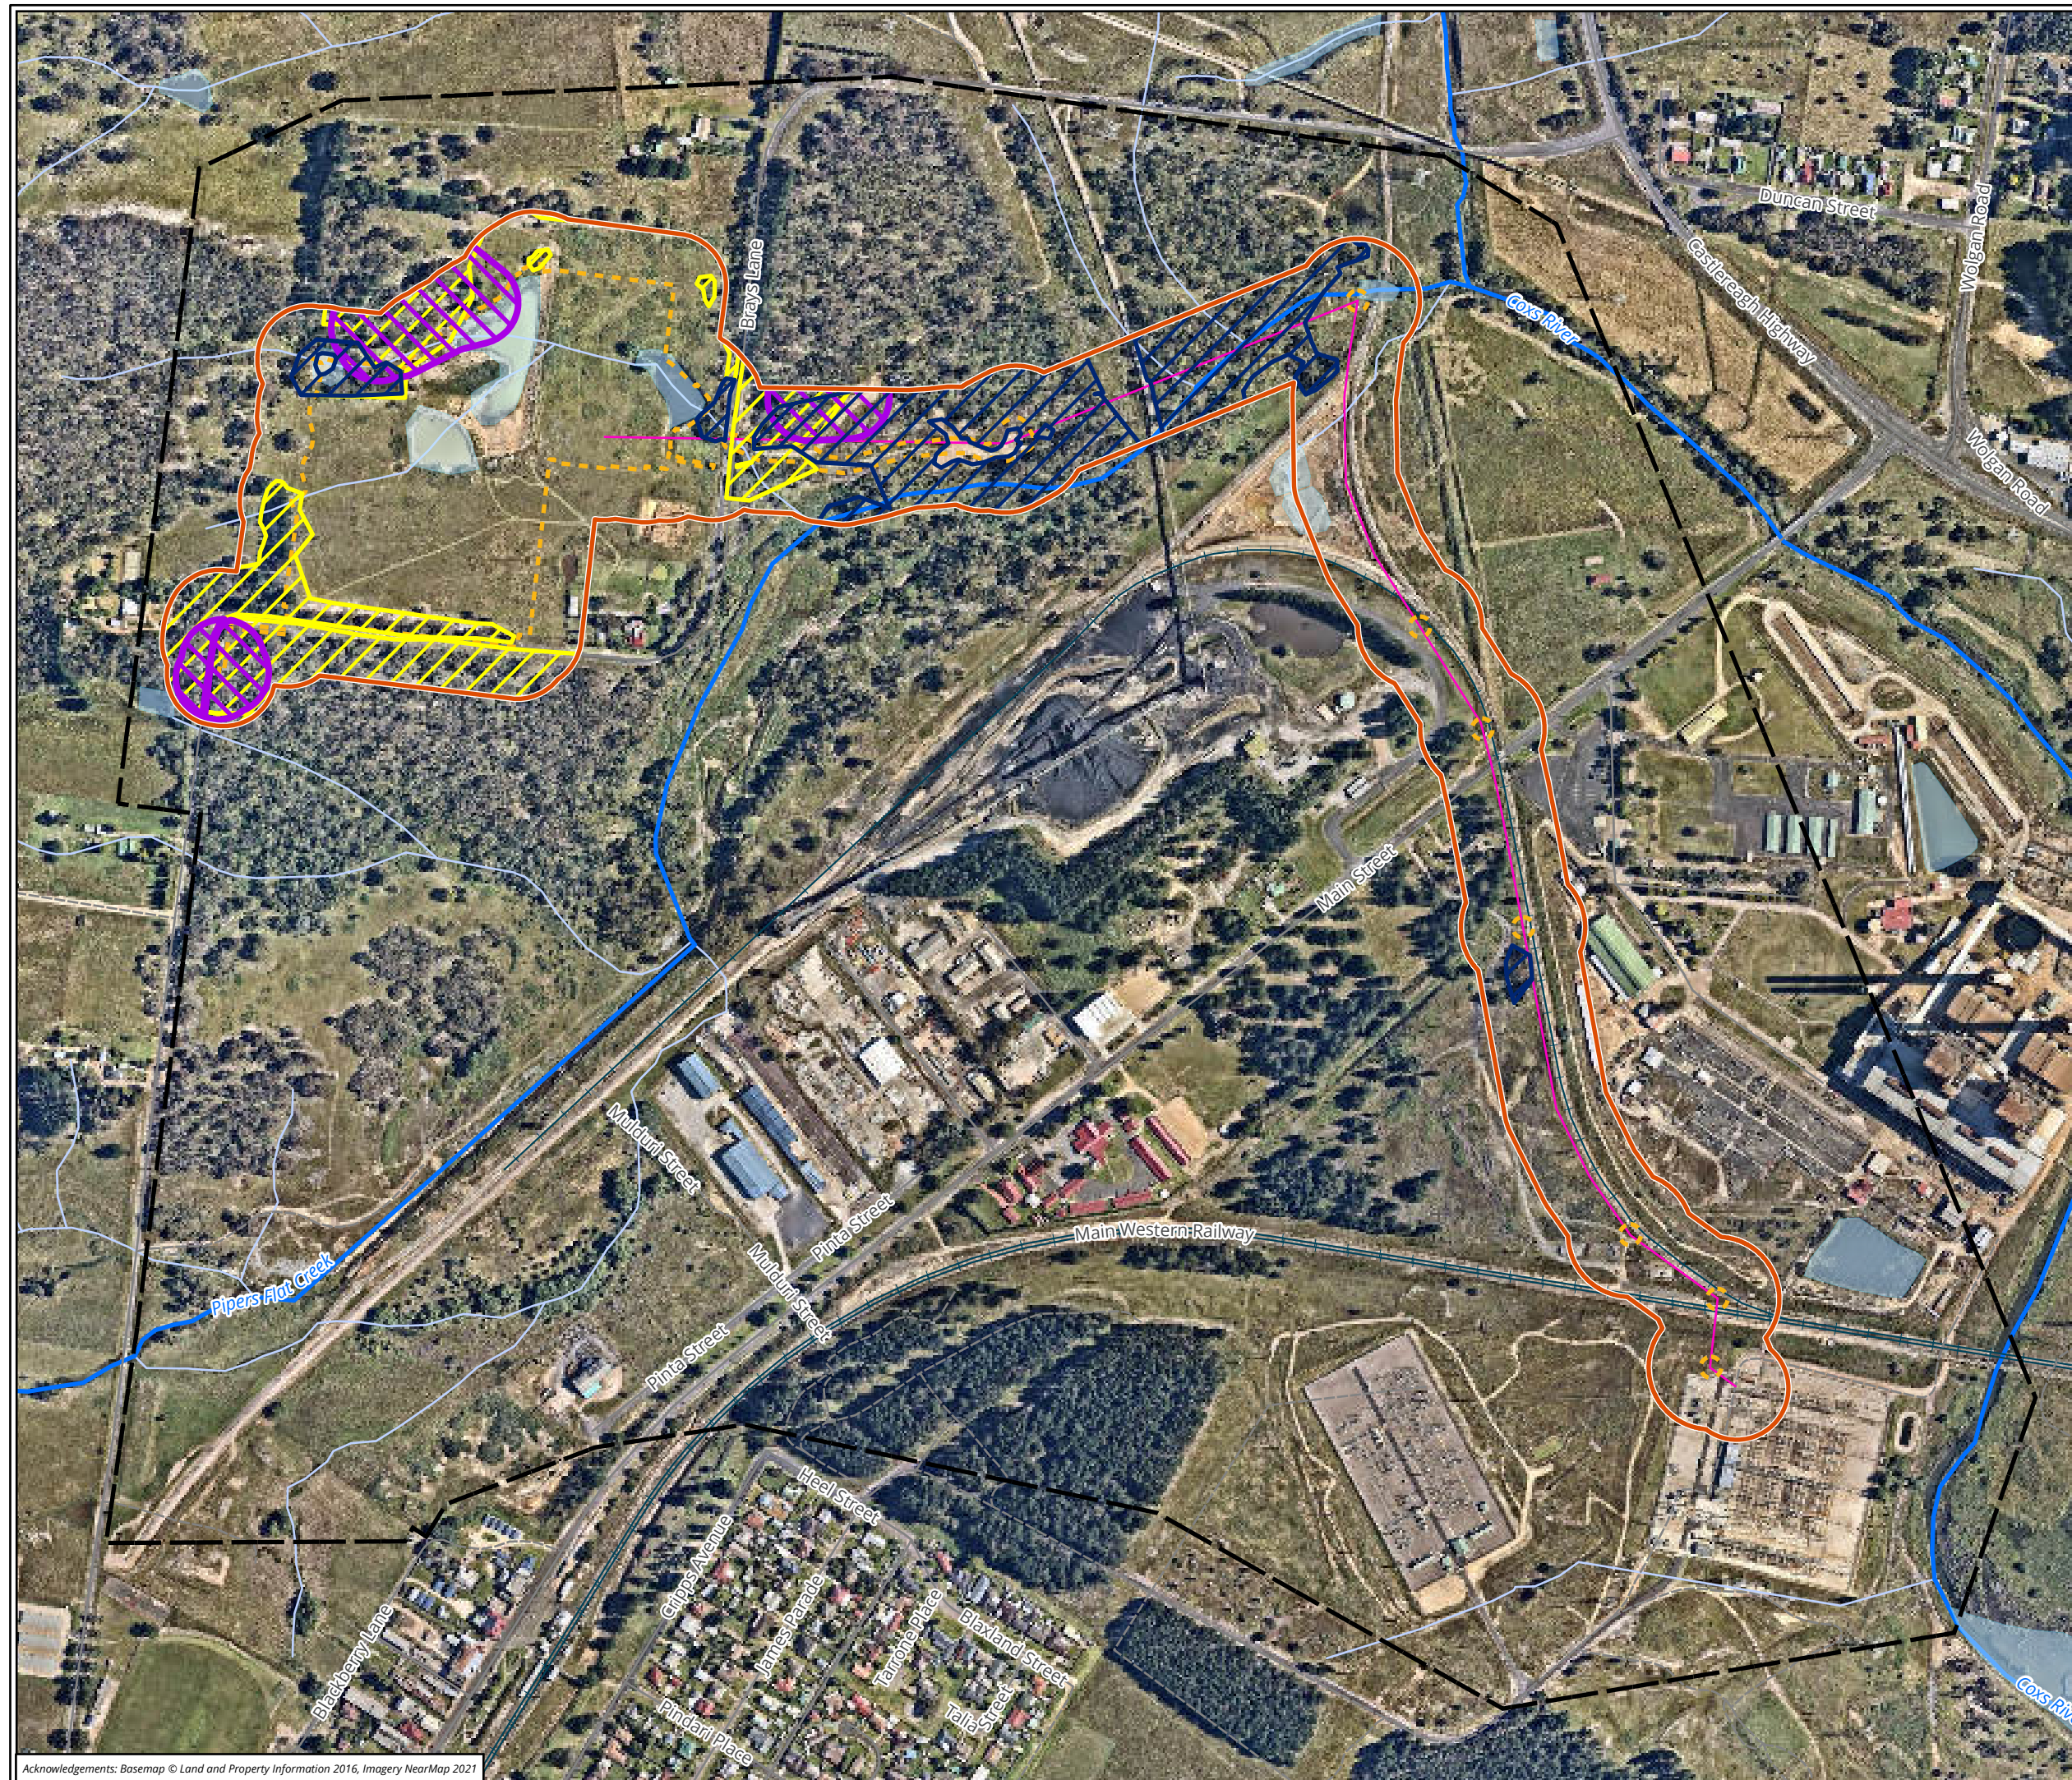 Duncan Street
Wolgan Road
Castlereagh Highway
Brays Lane
Coxs River
Wolgan Road
Main Street
Mulduri Street
Pinta Street
Main Western Railway
Mulduri Street
Pipers Flat Creek
Pinta Street
Heel Street
Cripps Avenue
James Parade
Tarrone Place
Blaxland Street
Blackberry Lane
Talia
Street
Pindari Place
Coxs
Acknowledgements: Basemap © Land and Property Information 2016, Imagery NearMap 2021